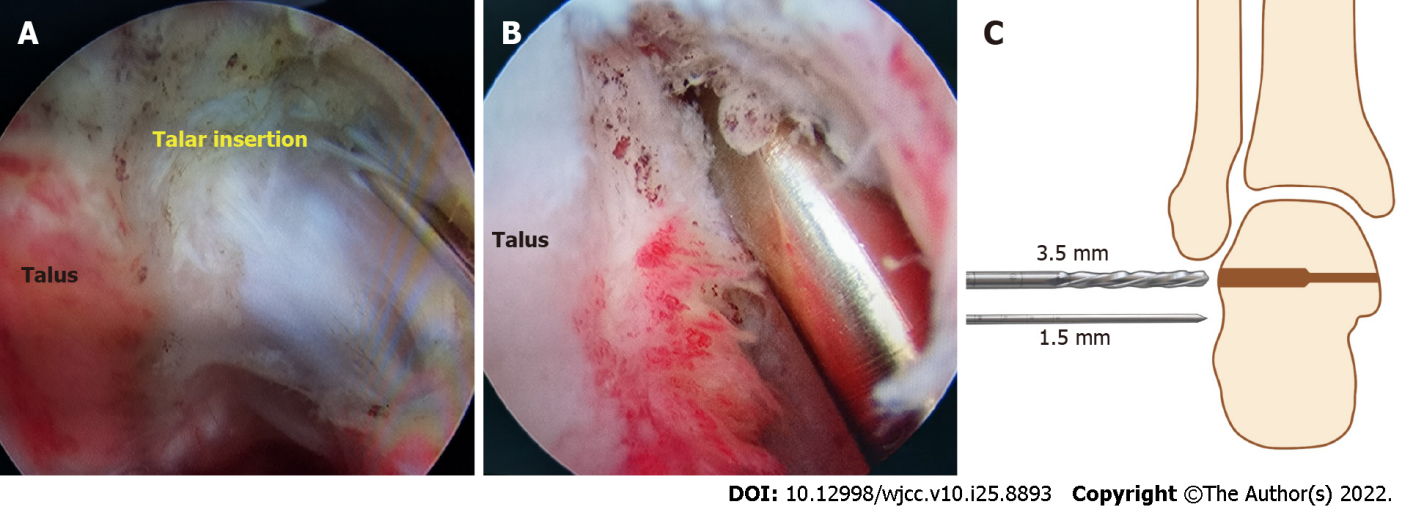 A
B
C
Talar insertion
Talus
Talus
3.5 mm
1.5 mm
DOI: 10.12998/wjcc.v10.i25.8893 Copyright ©The Author(s) 2022.